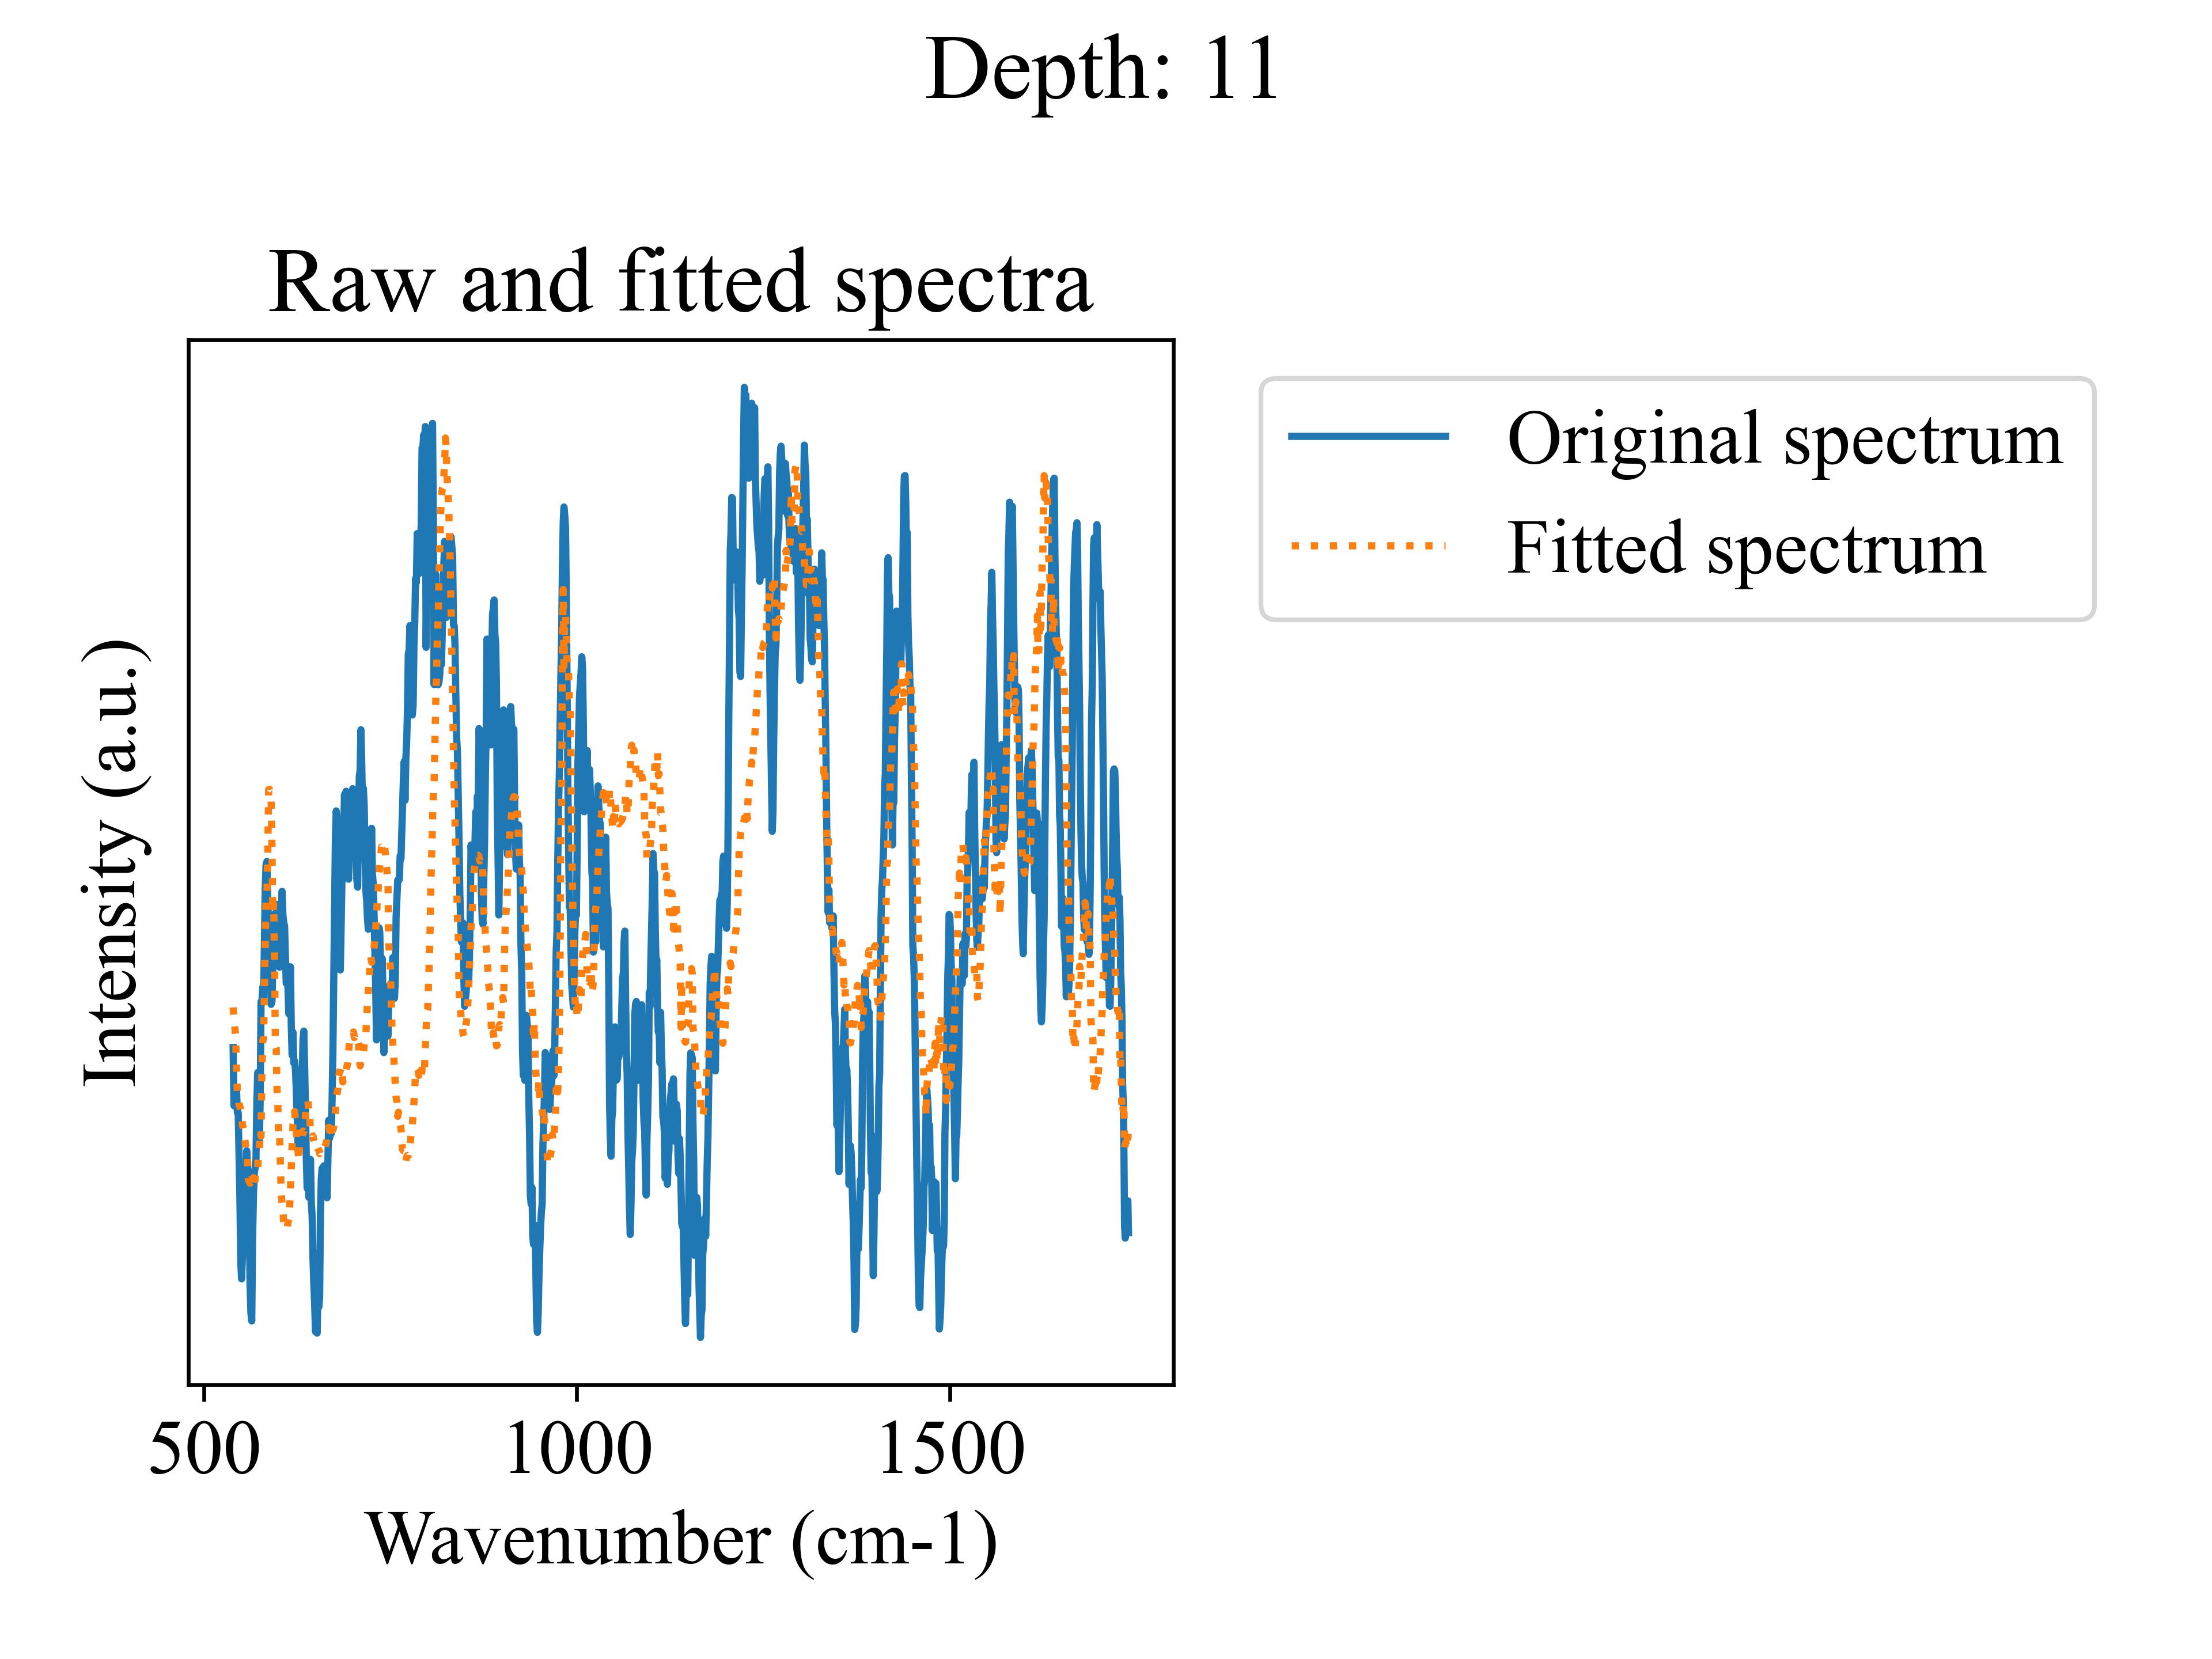 Depth: 11
Raw and fitted spectra
Original spectrum
Fitted spectrum
Intensity (a.u.)
500 1000 1500
Wavenumber (cm-1)